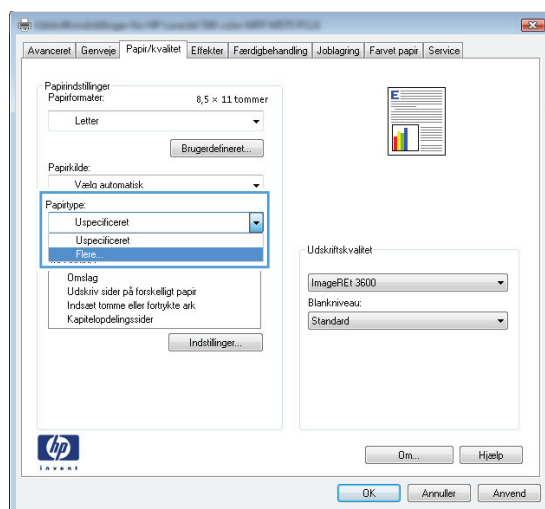 Avanceret Genveje Papir/kvalitet Effekter Færdigbehandling Joblagring Farvet papir Service
Papirindstillinger
Papirformater: 8,5 × 11 tommer
Letter
Brugerdefineret...
Papirkilde:
Vælg automatisk
Papirtype:
Uspecificeret
Uspecificeret
Flere...
Omslag
Udskriv sider på forskelligt papir
Indsæt tomme eller fortrykte ark
Kapitelopdelingssider
Indstillinger...
E
Udskriftskvalitet
ImageREt 3600
Blankniveau:
Standard
hp
invent
Om... Hjælp
OK Annuller Anvend